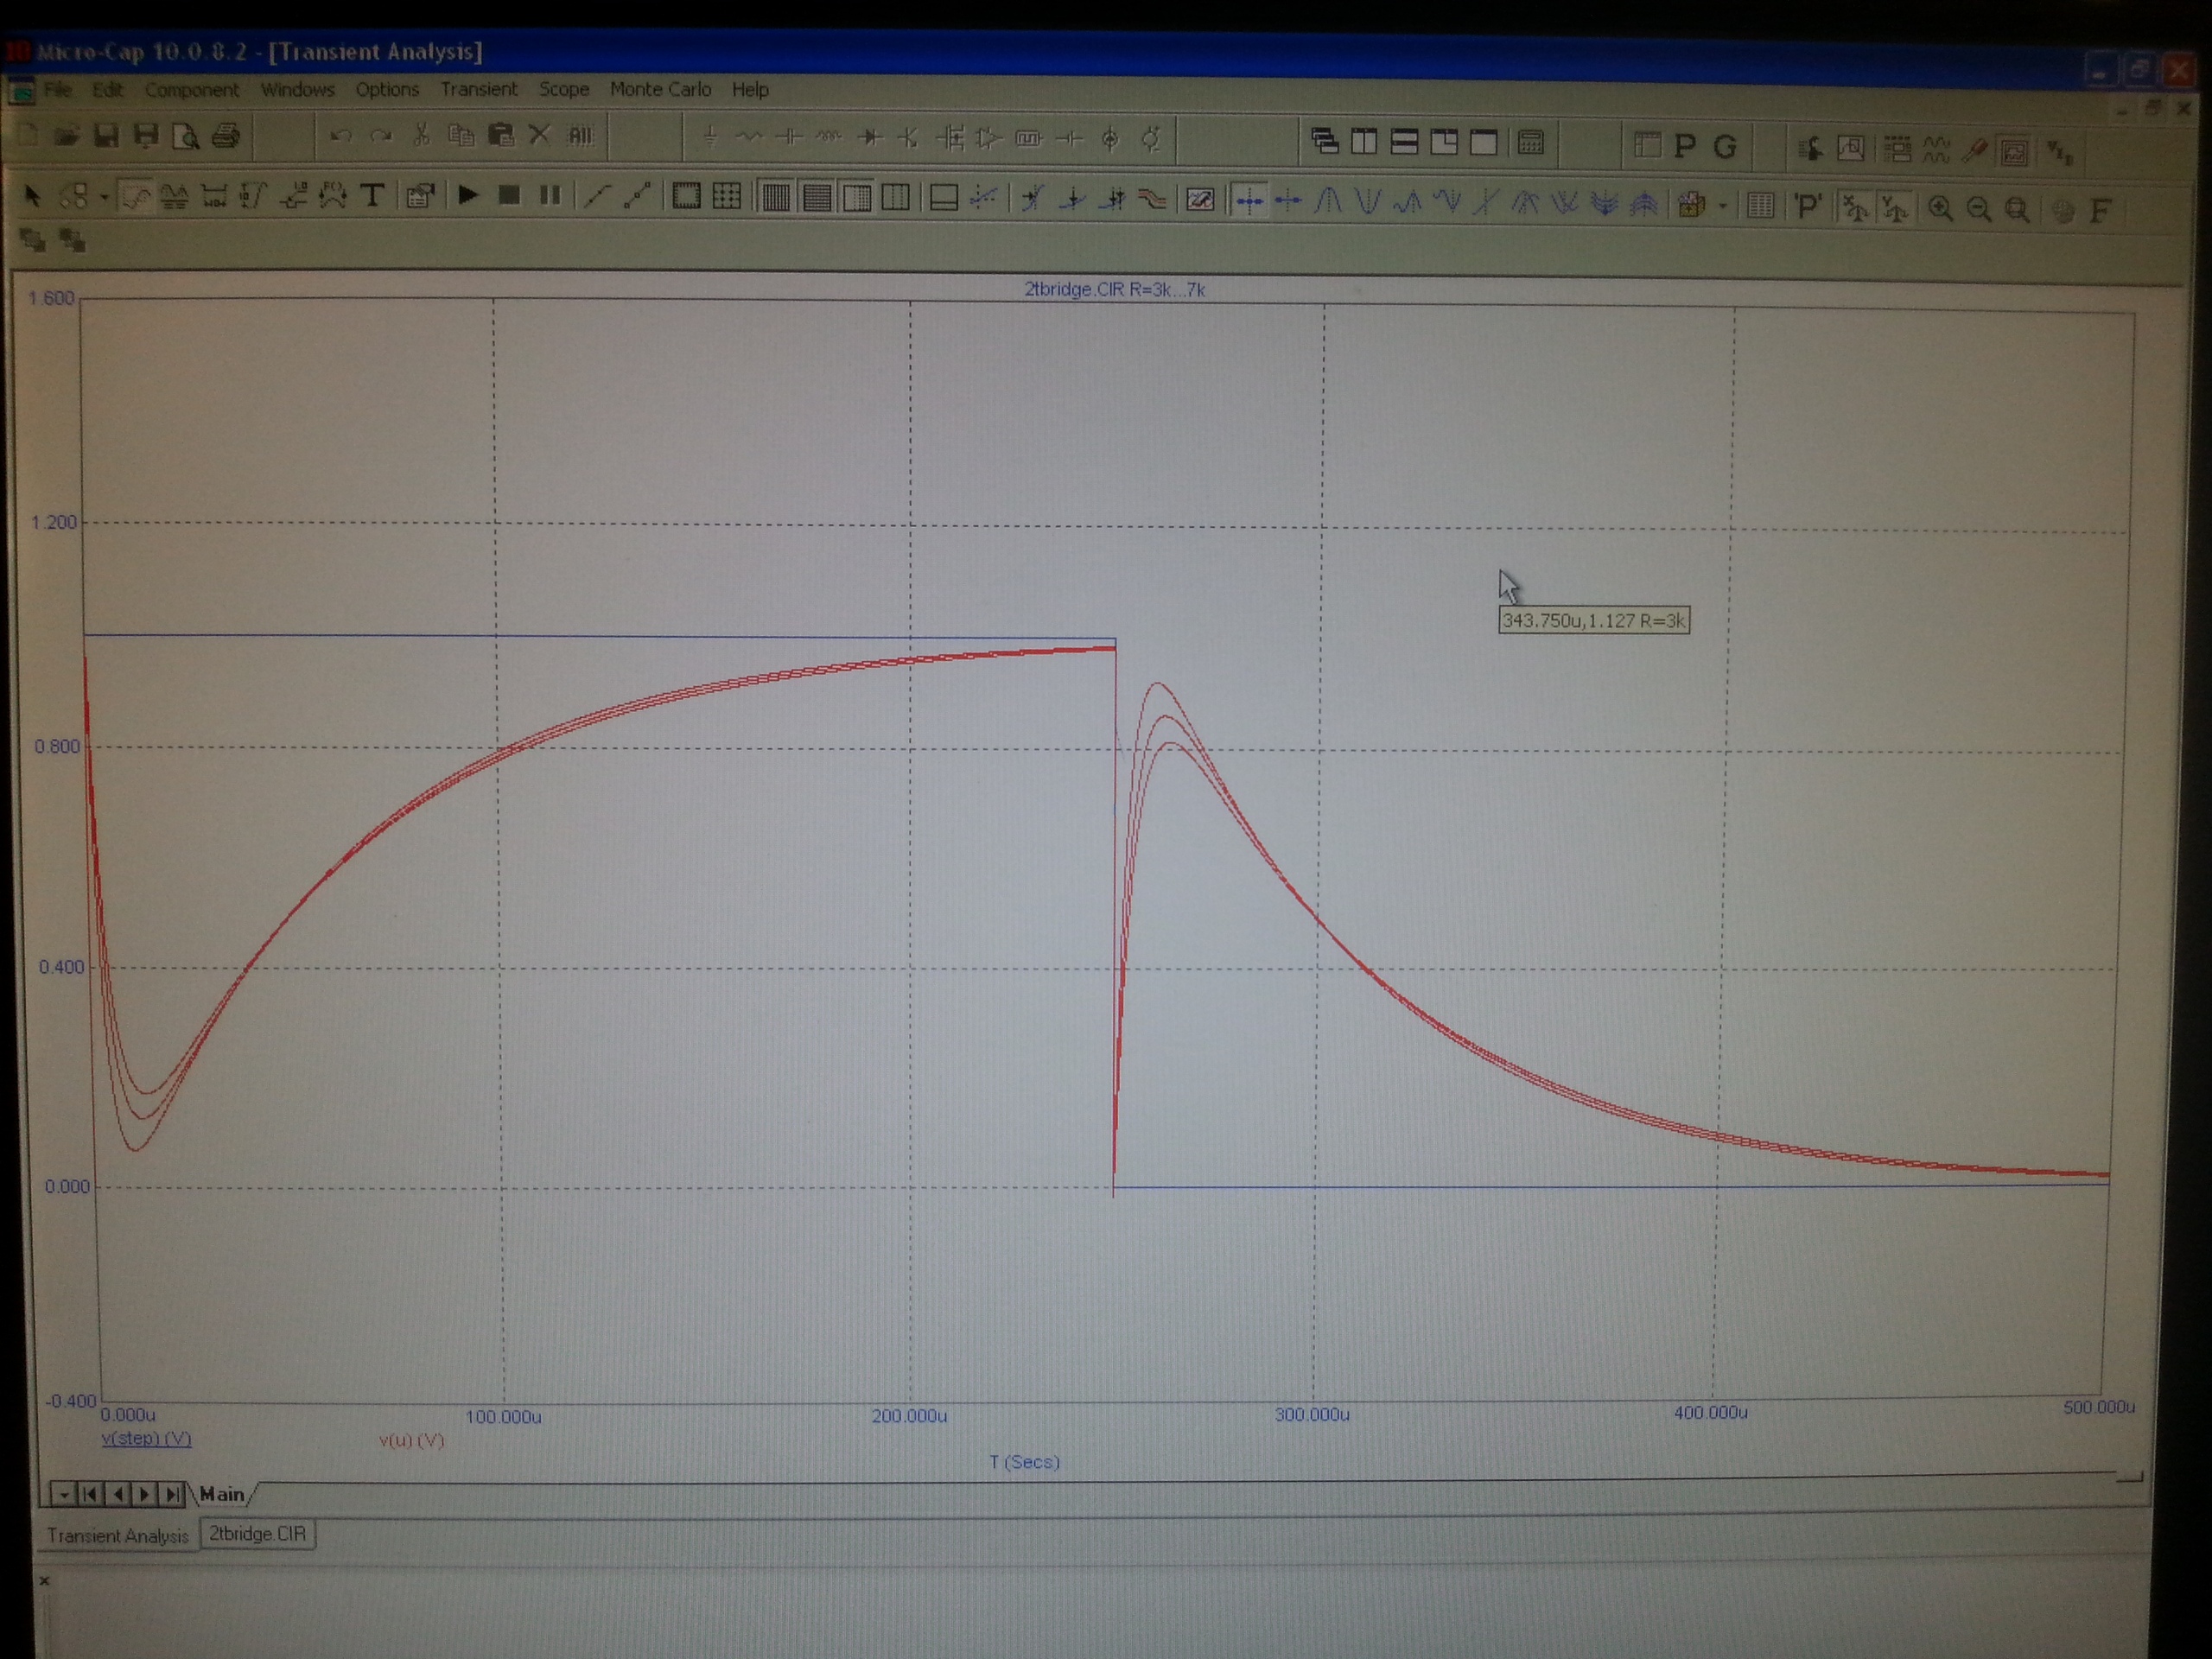 Micro-Cap 10.0.8.2 - [Transient Analysis]
File Edit Component Windows Options Transient Scope Monte Carlo Help
All P G
T 'P' F
2tbridge.CIR R=3k...7k
1.600
1.200
343.750u,1.127 R=3k
0.800
0.400
0.000
-0.400
0.000u 100.000u 200.000u 300.000u 400.000u 500.000u
v(step) (V) v(u) (V)
T (Secs)
Main
Transient Analysis 2tbridge.CIR